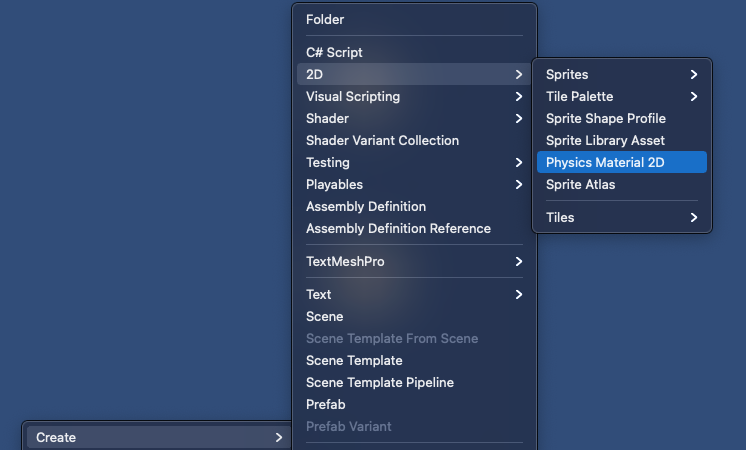 Folder
C# Script
2D
Visual Scripting
Shader
Shader Variant Collection
Testing
Playables
Assembly Definition
Assembly Definition Reference
TextMeshPro
Text
Scene
Scene Template From Scene
Scene Template
Scene Template Pipeline
Prefab
Prefab Variant
Sprites
Tile Palette
Sprite Shape Profile
Sprite Library Asset
Physics Material 2D
Sprite Atlas
Tiles
Create